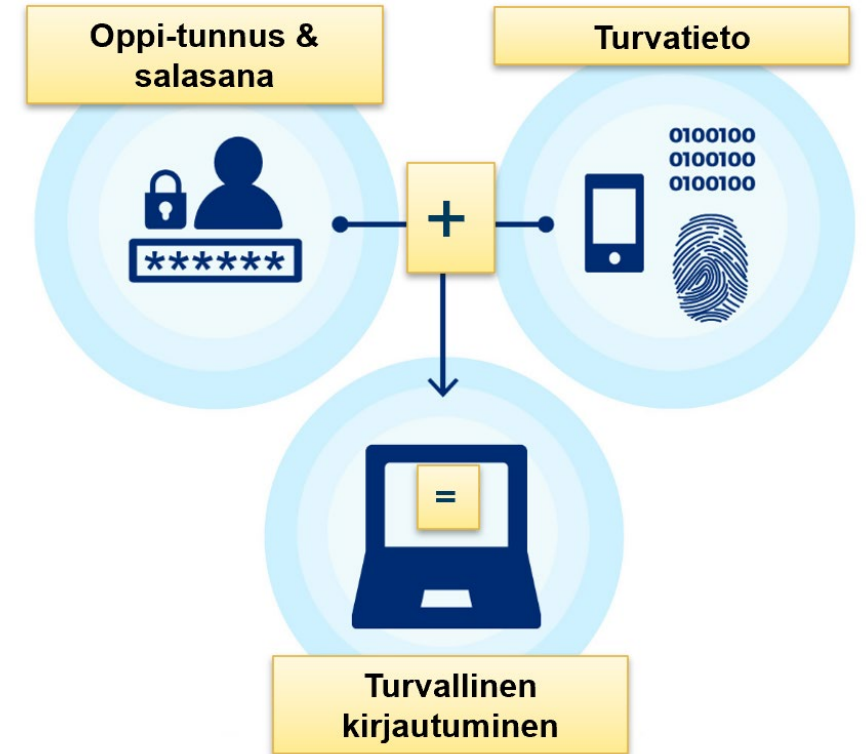 Oppi-tunnus &
salasana
Turvatieto
0100100
0100100
0100100
+
******
=
Turvallinen
kirjautuminen